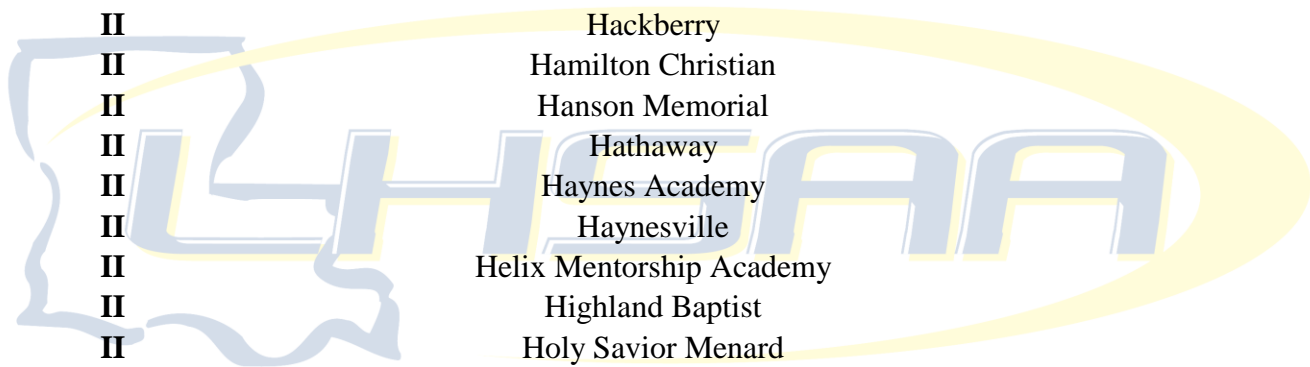 II Hackberry
II Hamilton Christian
II Hanson Memorial
II Hathaway
II Haynes Academy
II Haynesville
II Helix Mentorship Academy
II Highland Baptist
II Holy Savior Menard
LHSAA